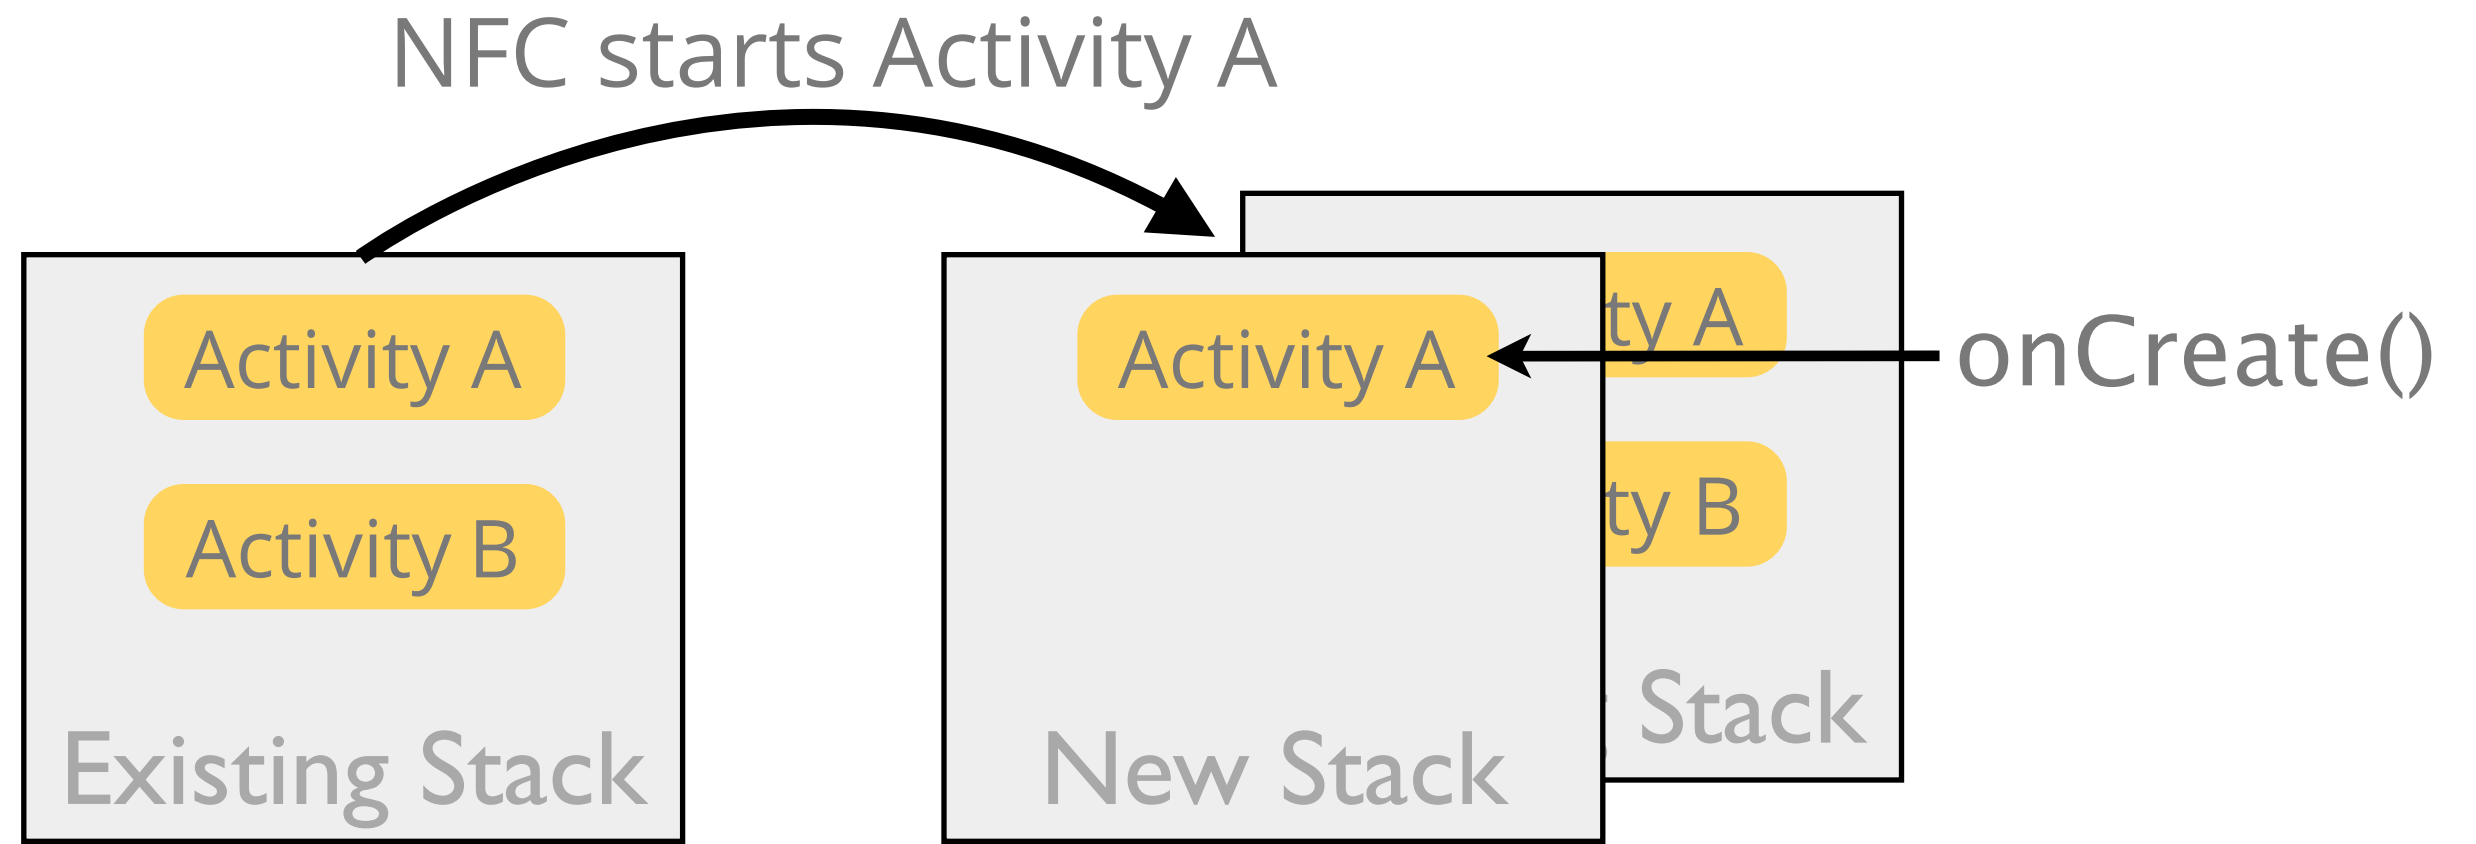 NFC starts Activity A
Activity A
Activity B
Existing Stack
Activity A
New Stack
ty A
ty B
Stack
onCreate()